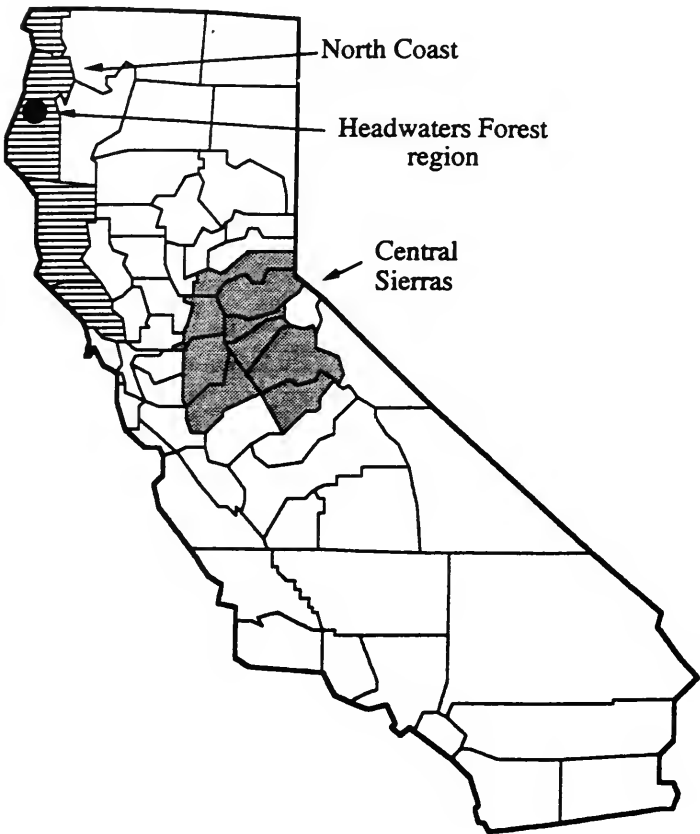 North Coast
Headwaters Forest
region
Central
Sierras